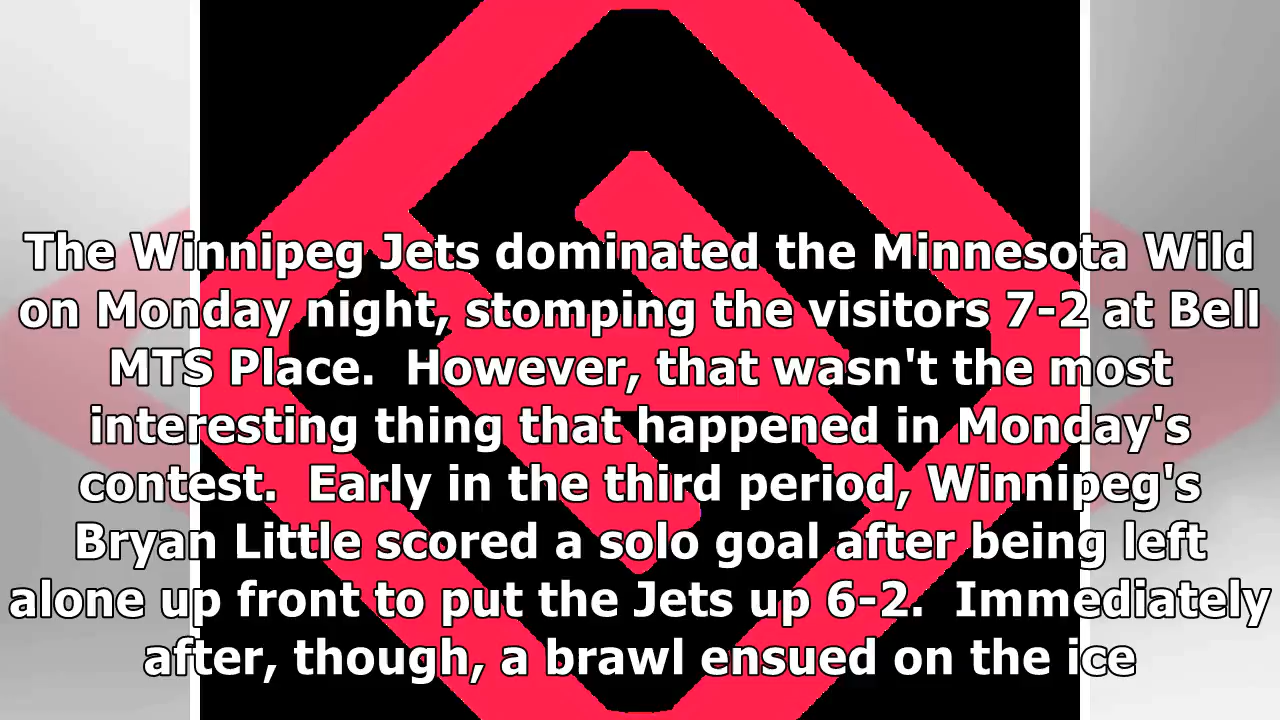 The Winnipeg Jets dominated the Minnesota Wild
on Monday night, stomping the visitors 7-2 at Bell
MTS Place.  However, that wasn't the most
interesting thing that happened in Monday's
contest.  Early in the third period, Winnipeg's
Bryan Little scored a solo goal after being left
alone up front to put the Jets up 6-2.  Immediately
after, though, a brawl ensued on the ice